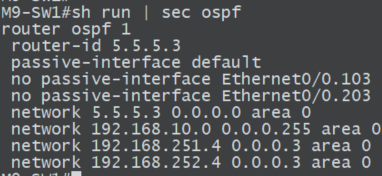 M9-SW1#sh run | sec ospf
router ospf 1
router-id 5.5.5.3
passive-interface default
no passive-interface Ethernet0/0.103
no passive-interface Ethernet0/0.203
network 5.5.5.3 0.0.0.0 area 0
network 192.168.10.0 0.0.0.255 area 0
network 192.168.251.4 0.0.0.3 area 0
network 192.168.252.4 0.0.0.3 area 0
M9-SW1#